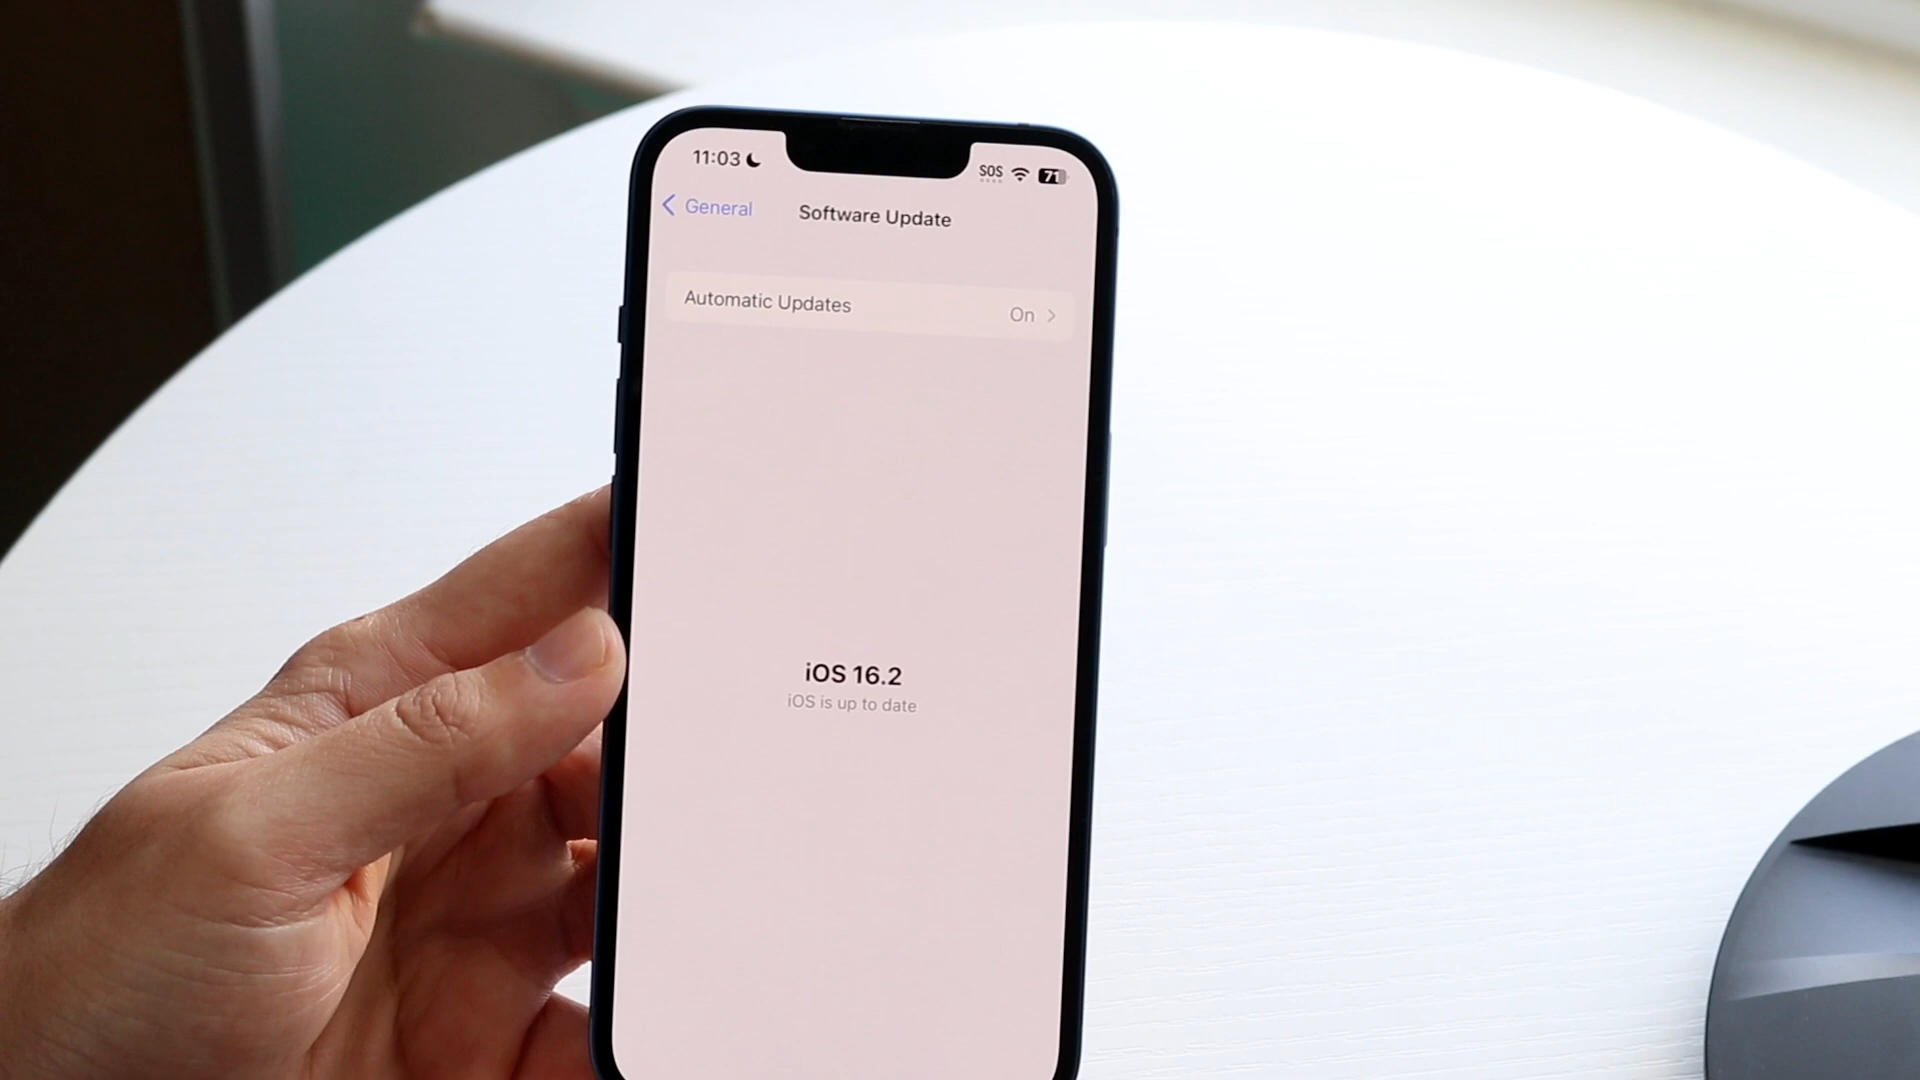 11:03
SOS
71
General
Software Update
Automatic Updates
On
iOS 16.2
iOS is up to date